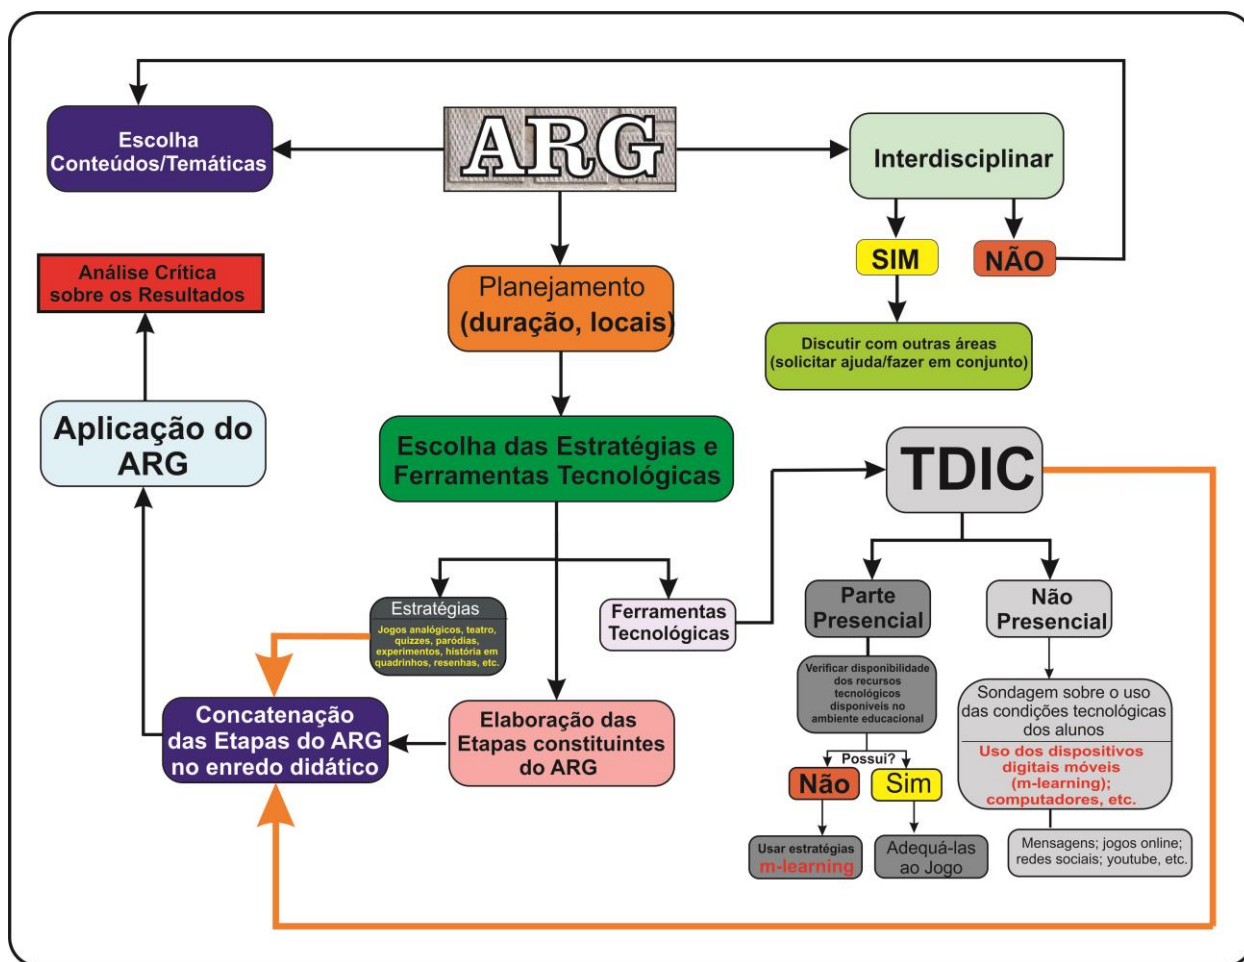 ARG
Escolha
Conteúdos/Temáticas
Interdisciplinar
SIM
NÃO
Análise Crítica
sobre os Resultados
Planejamento
(duração, locais)
Discutir com outras áreas
(solicitar ajuda/fazer em conjunto)
Aplicação do
ARG
Escolha das Estratégias e
Ferramentas Tecnológicas
TDIC
Estratégias
Jogos analógicos, teatro,
quizzes, paródias,
experimentos, história em
quadrinhos, resenhas, etc.
Ferramentas
Tecnológicas
Parte
Presencial
Não
Presencial
Verificar disponibilidade
dos recursos
tecnológicos
disponíveis no
ambiente educacional
Sondagem sobre o uso
das condições tecnológicas
dos alunos
Uso dos dispositivos
digitais móveis
(m-learning);
computadores, etc.
Concatenação
das Etapas do ARG
no enredo didático
Elaboração das
Etapas constituintes
do ARG
Possui?
Não
Sim
Usar estratégias
m-learning
Adequá-las
ao Jogo
Mensagens; jogos online;
redes sociais; youtube, etc.